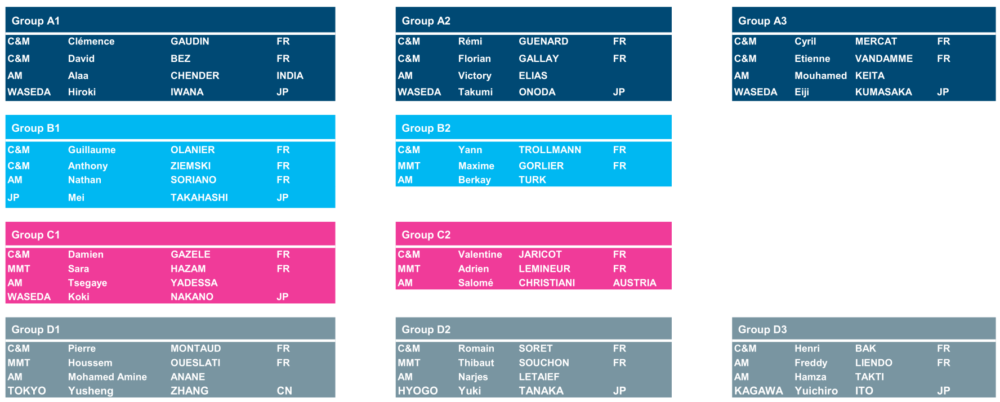 Group A1
C&M Clémence GAUDIN FR
C&M David BEZ FR
AM Alaa CHENDER INDIA
WASEDA Hiroki IWANA JP
Group A2
C&M Rémi GUENARD FR
C&M Florian GALLAY FR
AM Victory ELIAS
WASEDA Takumi ONODA JP
Group A3
C&M Cyril MERCAT FR
C&M Etienne VANDAMME FR
AM Mouhamed KEITA
WASEDA Eiji KUMASAKA JP
Group B1
C&M Guillaume OLANIER FR
C&M Anthony ZIEMSKI FR
AM Nathan SORIANO FR
JP Mei TAKAHASHI JP
Group B2
C&M Yann TROLLMANN FR
MMT Maxime GORLIER FR
AM Berkay TURK
Group C1
C&M Damien GAZELE FR
MMT Sara HAZAM FR
AM Tsegaye YADESSA
WASEDA Koki NAKANO JP
Group C2
C&M Valentine JARICOT FR
MMT Adrien LEMINEUR FR
AM Salomé CHRISTIANI AUSTRIA
Group D1
C&M Pierre MONTAUD FR
MMT Houssem OUESLATI FR
AM Mohamed Amine ANANE
TOKYO Yusheng ZHANG CN
Group D2
C&M Romain SORET FR
MMT Thibaut SOUCHON FR
AM Narjes LETAIEF
HYOGO Yuki TANAKA JP
Group D3
C&M Henri BAK FR
AM Freddy LIENDO FR
AM Hamza TAKTI
KAGAWA Yuichiro ITO JP